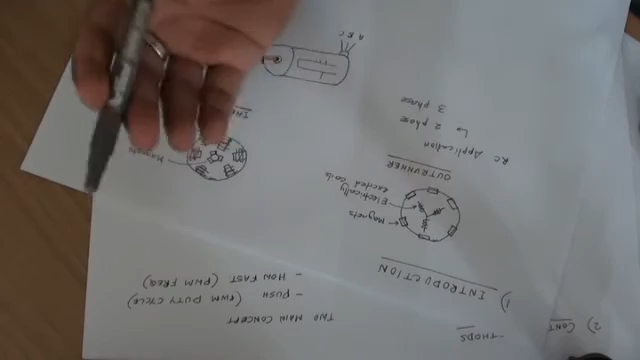 1) INTRODUCTION
OUTRUNNER
Magnets
Electrically
excited coils
RC Application
↳ 2 phase
3 phase
A B C
Magnets
2) CONT
THODS
TWO MAIN CONCEPT
- PUSH (PWM DUTY CYCLE)
- HOW FAST (PWM FREQ)